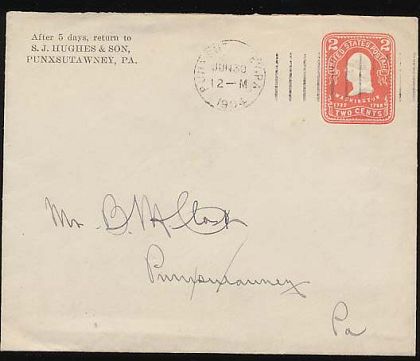 After 5 days, return to
S. J. HUGHES & SON,
PUNXSUTAWNEY, PA.
JUN 30
12-M
1904
2 UNITED STATES POSTAGE 2
WASHINGTON
1732 1799
TWO CENTS
Mr. B. M. Clark
Punxsutawney
Pa